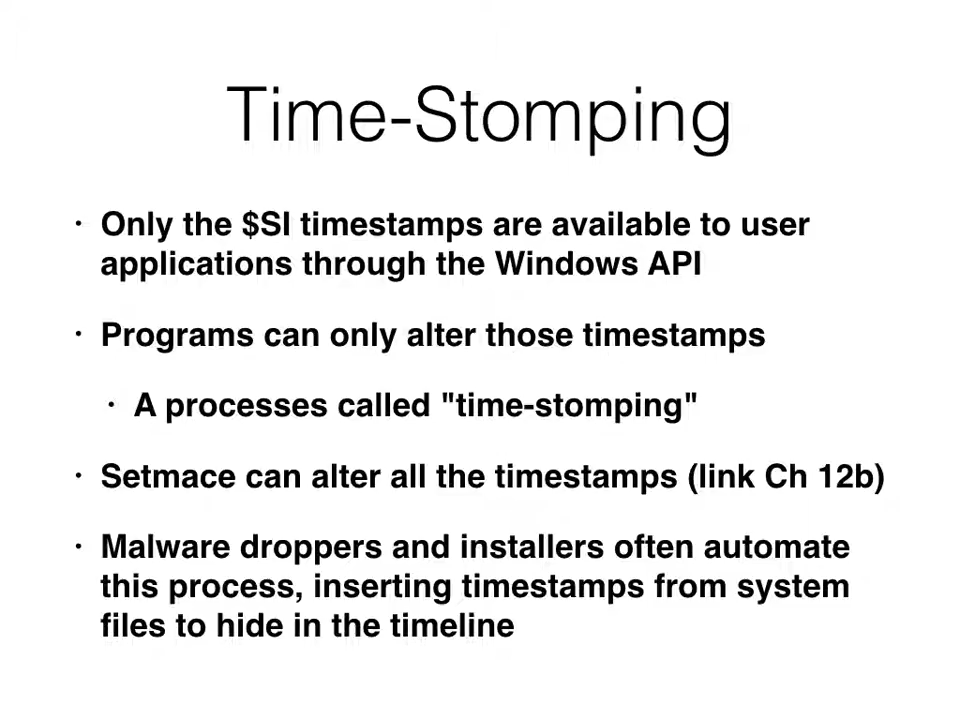 Time-Stomping
• Only the $SI timestamps are available to user
applications through the Windows API
• Programs can only alter those timestamps
• A processes called "time-stomping"
• Setmace can alter all the timestamps (link Ch 12b)
• Malware droppers and installers often automate
this process, inserting timestamps from system
files to hide in the timeline